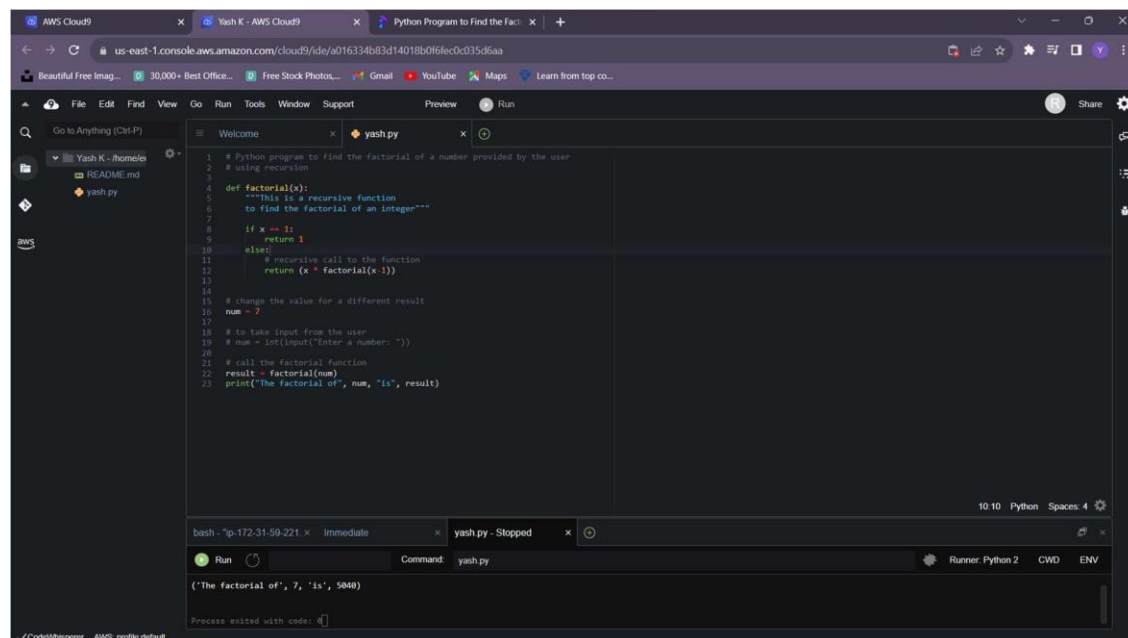 AWS Cloud9
Yash K - AWS Cloud9
Python Program to Find the Fact
us-east-1.console.aws.amazon.com/cloud9/ide/a016334b83d14018b0f6fec0c035d6aa
Y
Beautiful Free Imag... 30,000+ Best Office... Free Stock Photos,... Gmail YouTube Maps Learn from top co...
File Edit Find View Go Run Tools Window Support Preview Run R Share
Go to Anything (Ctrl-P)
Welcome yash.py
Yash K - /home/e
README.md
yash.py
aws
1 # Python program to find the factorial of a number provided by the user
2 # using recursion
3
4 def factorial(x):
5 """This is a recursive function
6 to find the factorial of an integer"""
7
8 if x == 1:
9 return 1
10 else:
11 # recursive call to the function
12 return (x * factorial(x-1))
13
14
15 # change the value for a different result
16 num = 7
17
18 # to take input from the user
19 # num = int(input("Enter a number: "))
20
21 # call the factorial function
22 result = factorial(num)
23 print("The factorial of", num, "is", result)
10:10 Python Spaces: 4
bash - "ip-172-31-59-221 Immediate yash.py - Stopped
Run Command: yash.py Runner: Python 2 CWD ENV
('The factorial of', 7, 'is', 5040)
Process exited with code: 0
CodeWhisperer AWS: profile:default